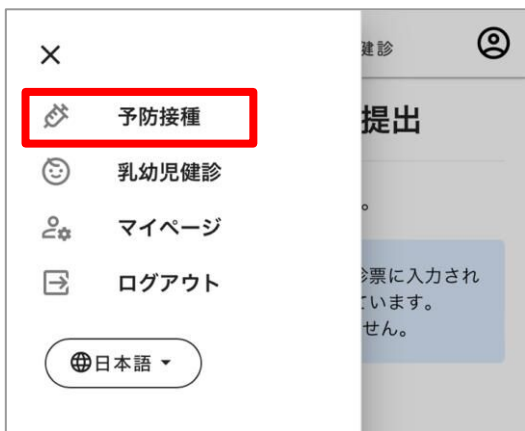 健診
予防接種
提出
乳幼児健診
マイページ
。
診票に入力され
ログアウト
ています。
せん。
日本語